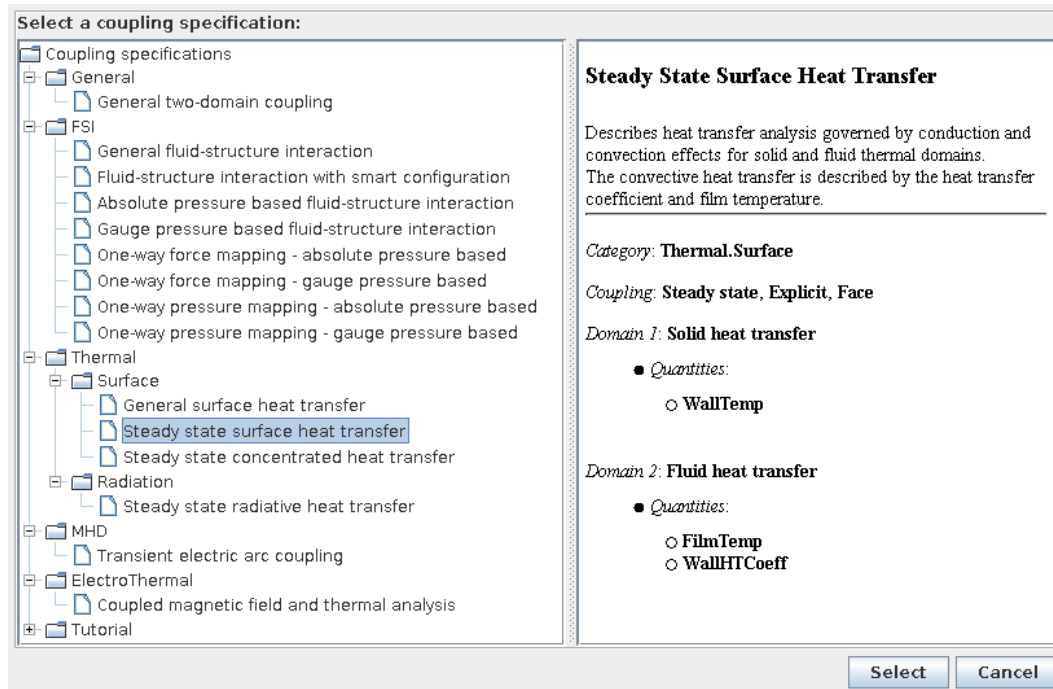 Select a coupling specification:
Coupling specifications
General
General two-domain coupling
FSI
General fluid-structure interaction
Fluid-structure interaction with smart configuration
Absolute pressure based fluid-structure interaction
Gauge pressure based fluid-structure interaction
One-way force mapping - absolute pressure based
One-way force mapping - gauge pressure based
One-way pressure mapping - absolute pressure based
One-way pressure mapping - gauge pressure based
Thermal
Surface
General surface heat transfer
Steady state surface heat transfer
Steady state concentrated heat transfer
Radiation
Steady state radiative heat transfer
MHD
Transient electric arc coupling
ElectroThermal
Coupled magnetic field and thermal analysis
Tutorial
Steady State Surface Heat Transfer
Describes heat transfer analysis governed by conduction and
convection effects for solid and fluid thermal domains.
The convective heat transfer is described by the heat transfer
coefficient and film temperature.
Category: Thermal.Surface
Coupling: Steady state, Explicit, Face
Domain 1: Solid heat transfer
Quantities:
WallTemp
Domain 2: Fluid heat transfer
Quantities:
FilmTemp
WallHTCoeff
Select
Cancel